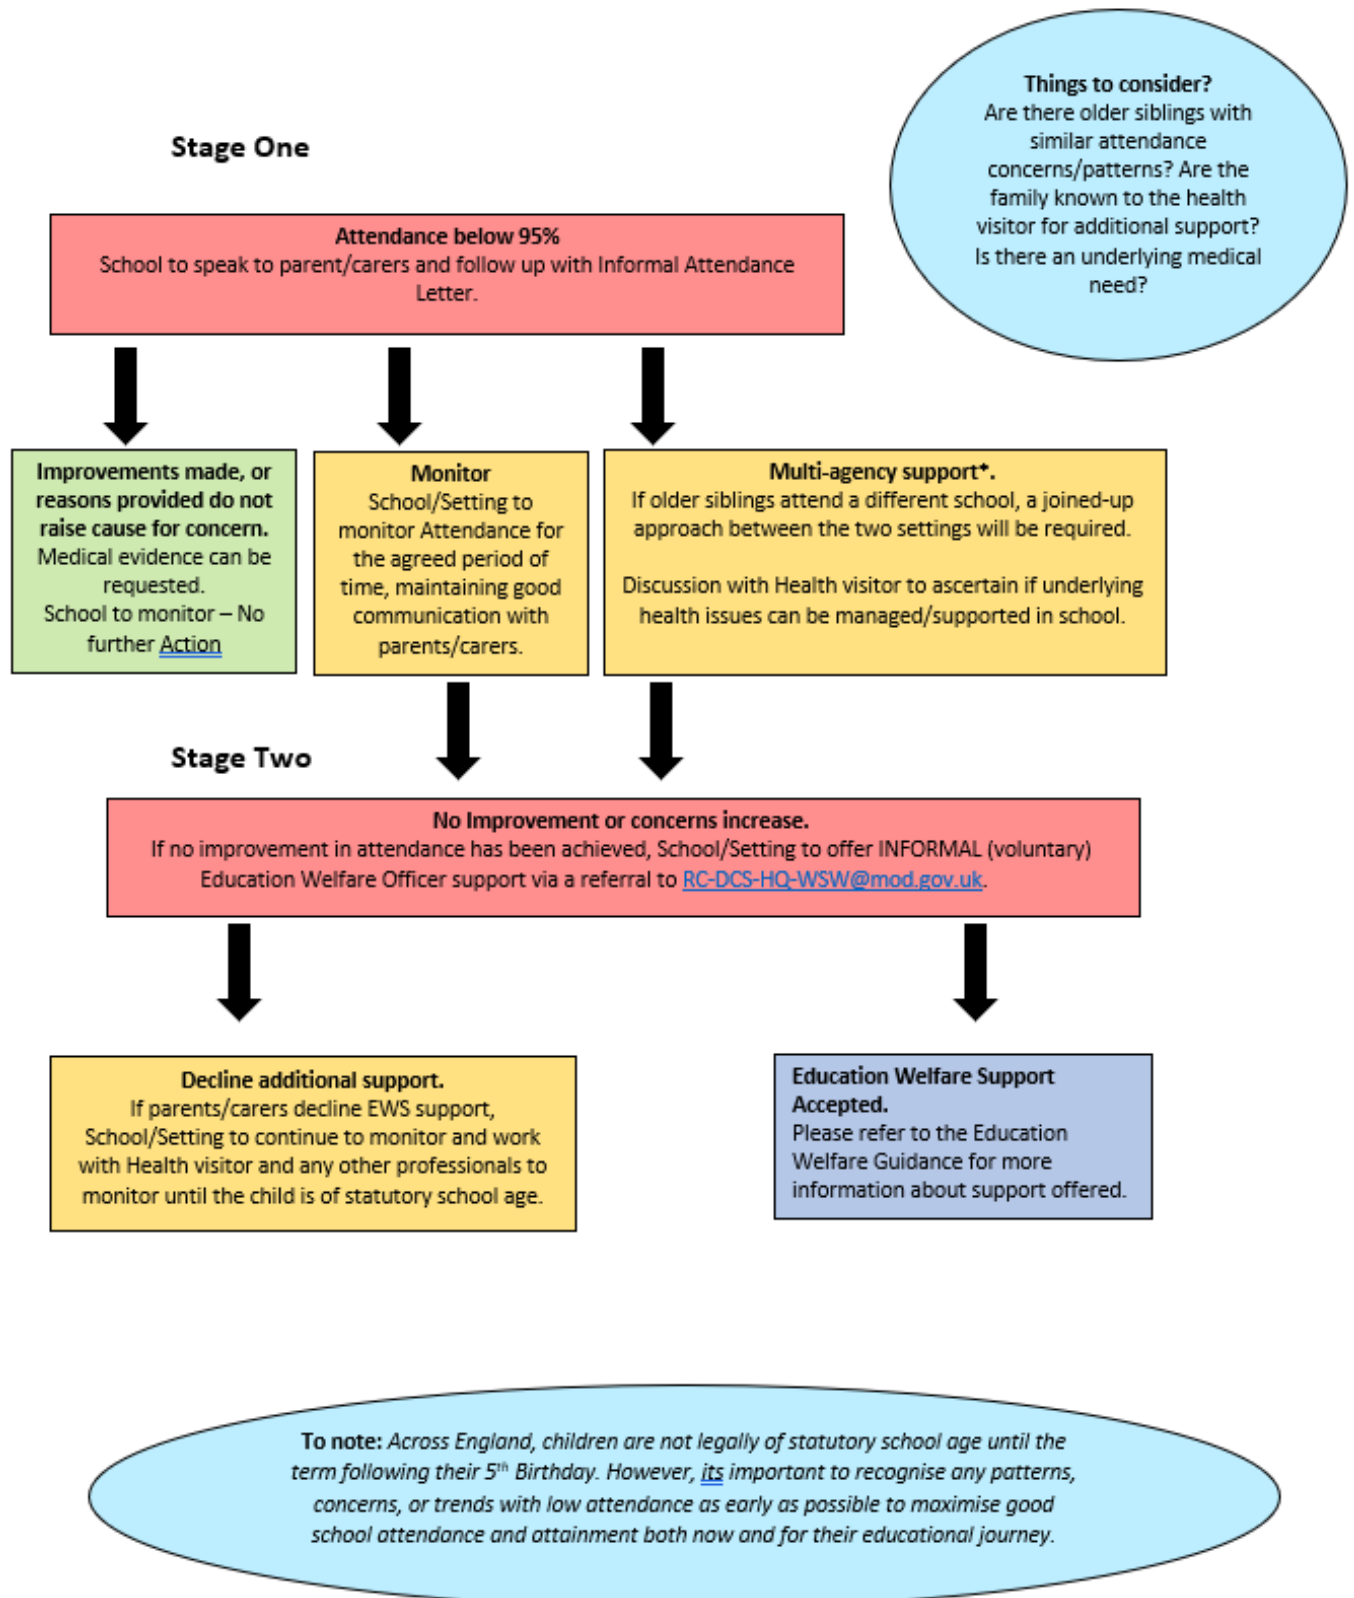 Things to consider?
Are there older siblings with
similar attendance
concerns/patterns? Are the
family known to the health
visitor for additional support?
Is there an underlying medical
need?
Stage One
Attendance below 95%
School to speak to parent/carers and follow up with Informal Attendance
Letter.
Improvements made, or
reasons provided do not
raise cause for concern.
Medical evidence can be
requested.
School to monitor – No
further Action
Monitor
School/Setting to
monitor Attendance for
the agreed period of
time, maintaining good
communication with
parents/carers.
Multi-agency support*.
If older siblings attend a different school, a joined-up
approach between the two settings will be required.
Discussion with Health visitor to ascertain if underlying
health issues can be managed/supported in school.
Stage Two
No Improvement or concerns increase.
If no improvement in attendance has been achieved, School/Setting to offer INFORMAL (voluntary)
Education Welfare Officer support via a referral to RC-DCS-HQ-WSW@mod.gov.uk.
Decline additional support.
If parents/carers decline EWS support,
School/Setting to continue to monitor and work
with Health visitor and any other professionals to
monitor until the child is of statutory school age.
Education Welfare Support
Accepted.
Please refer to the Education
Welfare Guidance for more
information about support offered.
To note: Across England, children are not legally of statutory school age until the
term following their 5th Birthday. However, its important to recognise any patterns,
concerns, or trends with low attendance as early as possible to maximise good
school attendance and attainment both now and for their educational journey.